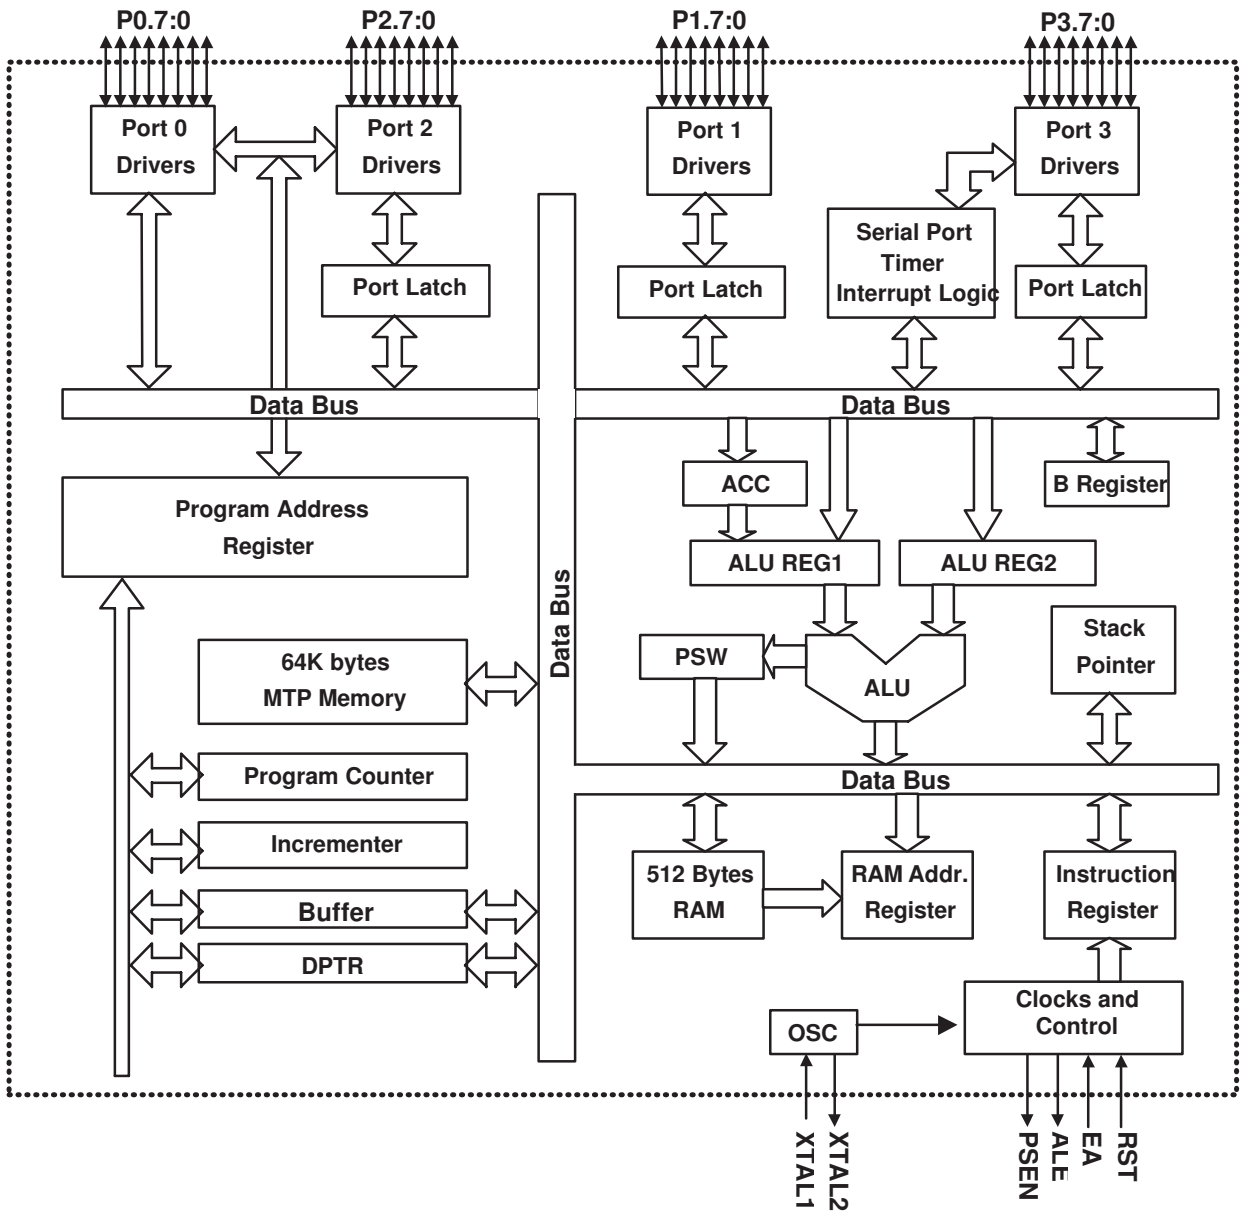 P0.7:0
P2.7:0
P1.7:0
P3.7:0
Port 0
Drivers
Port 2
Drivers
Port 1
Drivers
Port 3
Drivers
Port Latch
Port Latch
Serial Port
Timer
Interrupt Logic
Port Latch
Data Bus
Data Bus
Program Address
Register
ACC
B Register
ALU REG1
ALU REG2
Data Bus
64K bytes
MTP Memory
PSW
ALU
Stack
Pointer
Program Counter
Data Bus
Incrementer
Buffer
DPTR
512 Bytes
RAM
RAM Addr.
Register
Instruction
Register
OSC
Clocks and
Control
XTAL1
XTAL2
PSEN
ALE
EA
RST